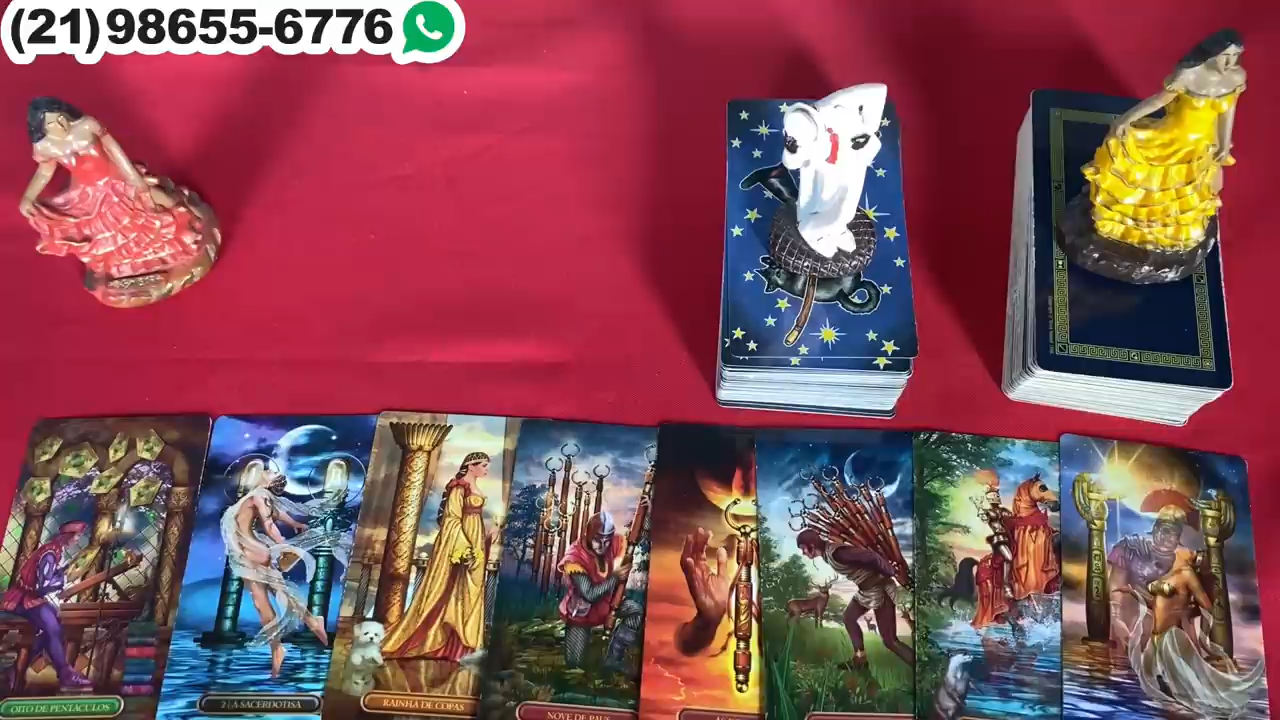 (21)98655-6776
OITO DE PENTÁCULOS
2 | A SACERDOTISA
RAINHA DE COPAS
NOVE DE PAUS